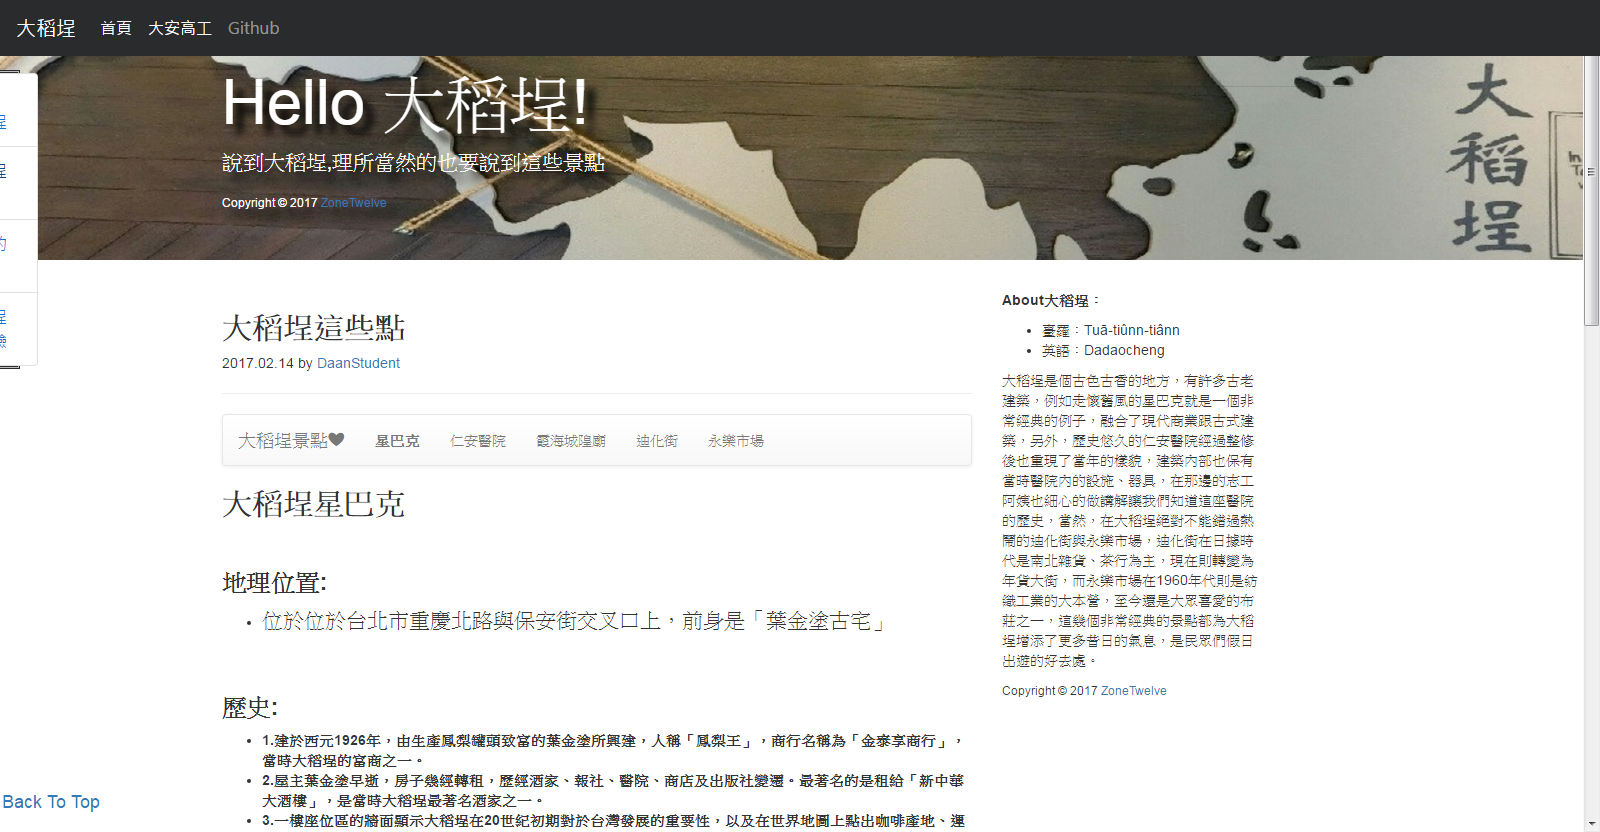 大稻埕 首頁 大安高工 Github
Hello 大稻埕!
說到大稻埕,理所當然的也要說到這些景點
Copyright © 2017 ZoneTwelve
大
稻
埕
埕
埕
的
埕
大稻埕這些點
2017.02.14 by DaanStudent
大稻埕景點 星巴克 仁安醫院 霞海城隍廟 迪化街 永樂市場
大稻埕星巴克
地理位置:
位於位於台北市重慶北路與保安街交叉口上，前身是「葉金塗古宅」
歷史:
1.建於西元1926年，由生產鳳梨罐頭致富的葉金塗所興建，人稱「鳳梨王」，商行名稱為「金泰享商行」，
當時大稻埕的富商之一。
2.屋主葉金塗早逝，房子幾經轉租，歷經酒家、報社、醫院、商店及出版社變遷。最著名的是租給「新中華
大酒樓」，是當時大稻埕最著名酒家之一。
3.一樓座位區的牆面顯示大稻埕在20世紀初期對於台灣發展的重要性，以及在世界地圖上點出咖啡產地、運
Back To Top
About大稻埕：
臺羅：Tuā-tiûnn-tiânn
英語：Dadaocheng
大稻埕是個古色古香的地方，有許多古老
建築，例如走懷舊風的星巴克就是一個非
常經典的例子，融合了現代商業跟古式建
築，另外，歷史悠久的仁安醫院經過整修
後也重現了當年的樣貌，建築內部也保有
當時醫院內的設施、器具，在那邊的志工
阿姨也細心的做講解讓我們知道這座醫院
的歷史，當然，在大稻埕絕對不能錯過熱
鬧的迪化街與永樂市場，迪化街在日據時
代是南北雜貨、茶行為主，現在則轉變為
年貨大街，而永樂市場在1960年代則是紡
織工業的大本營，至今還是大眾喜愛的布
莊之一，這幾個非常經典的景點都為大稻
埕增添了更多昔日的氣息，是民眾們假日
出遊的好去處。
Copyright © 2017 ZoneTwelve